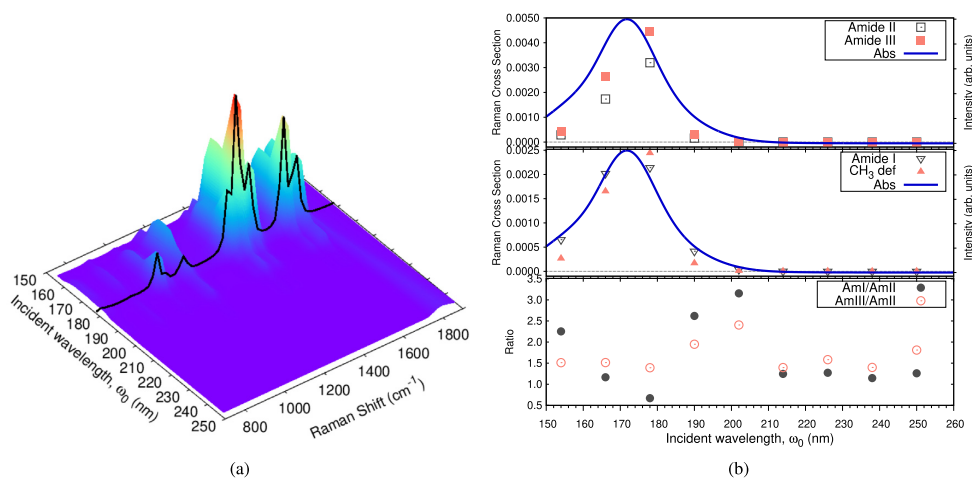 150
160
170
180
190
200
210
220
230
240
250
Incident wavelength, ω0 (nm)
800
1000
1200
1400
1600
1800
Raman Shift (cm-1)
(a)
0.0050
0.0040
0.0030
0.0020
0.0010
0.0000
Raman Cross Section
Amide II
Amide III
Abs
Intensity (arb. units)
0.0025
0.0020
0.0015
0.0010
0.0005
0.0000
Raman Cross Section
Amide I
CH3 def
Abs
Intensity (arb. units)
3.5
3.0
2.5
2.0
1.5
1.0
0.5
Ratio
AmI/AmII
AmIII/AmII
150 160 170 180 190 200 210 220 230 240 250 260
Incident wavelength, ω0 (nm)
(b)